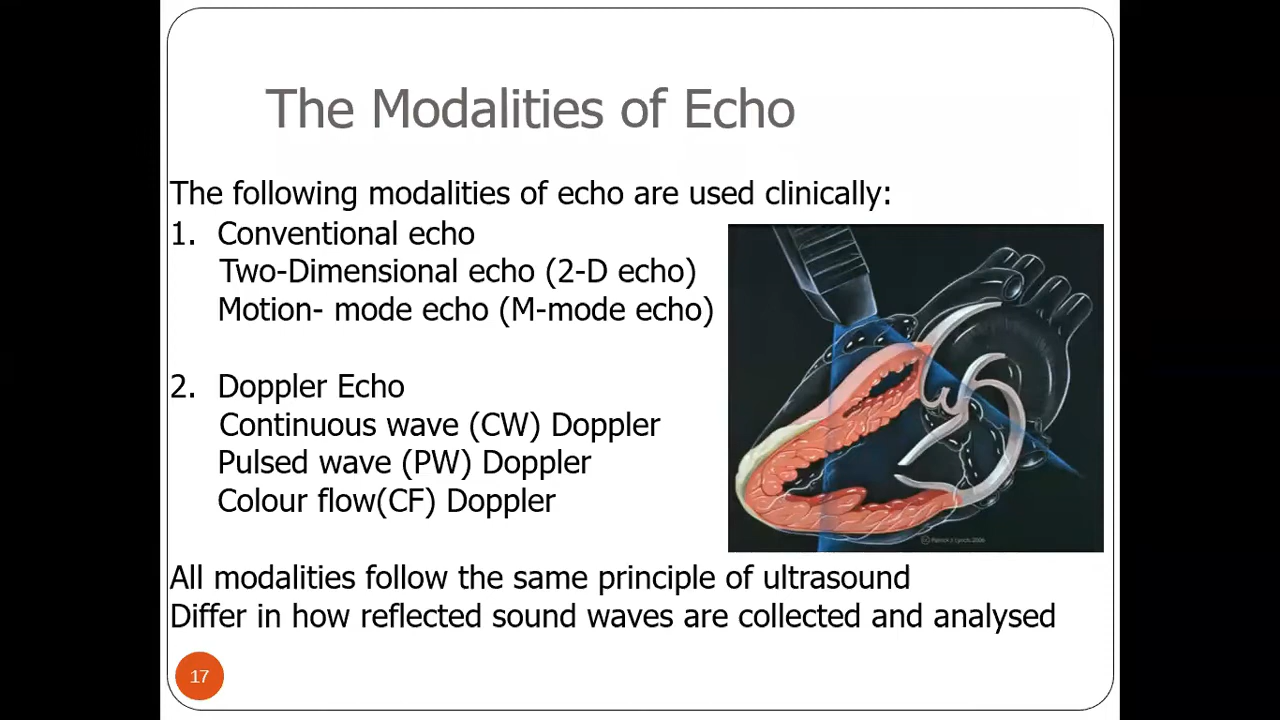 The Modalities of Echo
The following modalities of echo are used clinically:
1. Conventional echo
Two-Dimensional echo (2-D echo)
Motion- mode echo (M-mode echo)
2. Doppler Echo
Continuous wave (CW) Doppler
Pulsed wave (PW) Doppler
Colour flow(CF) Doppler
All modalities follow the same principle of ultrasound
Differ in how reflected sound waves are collected and analysed
Patrick J. Lynch, 2006
17